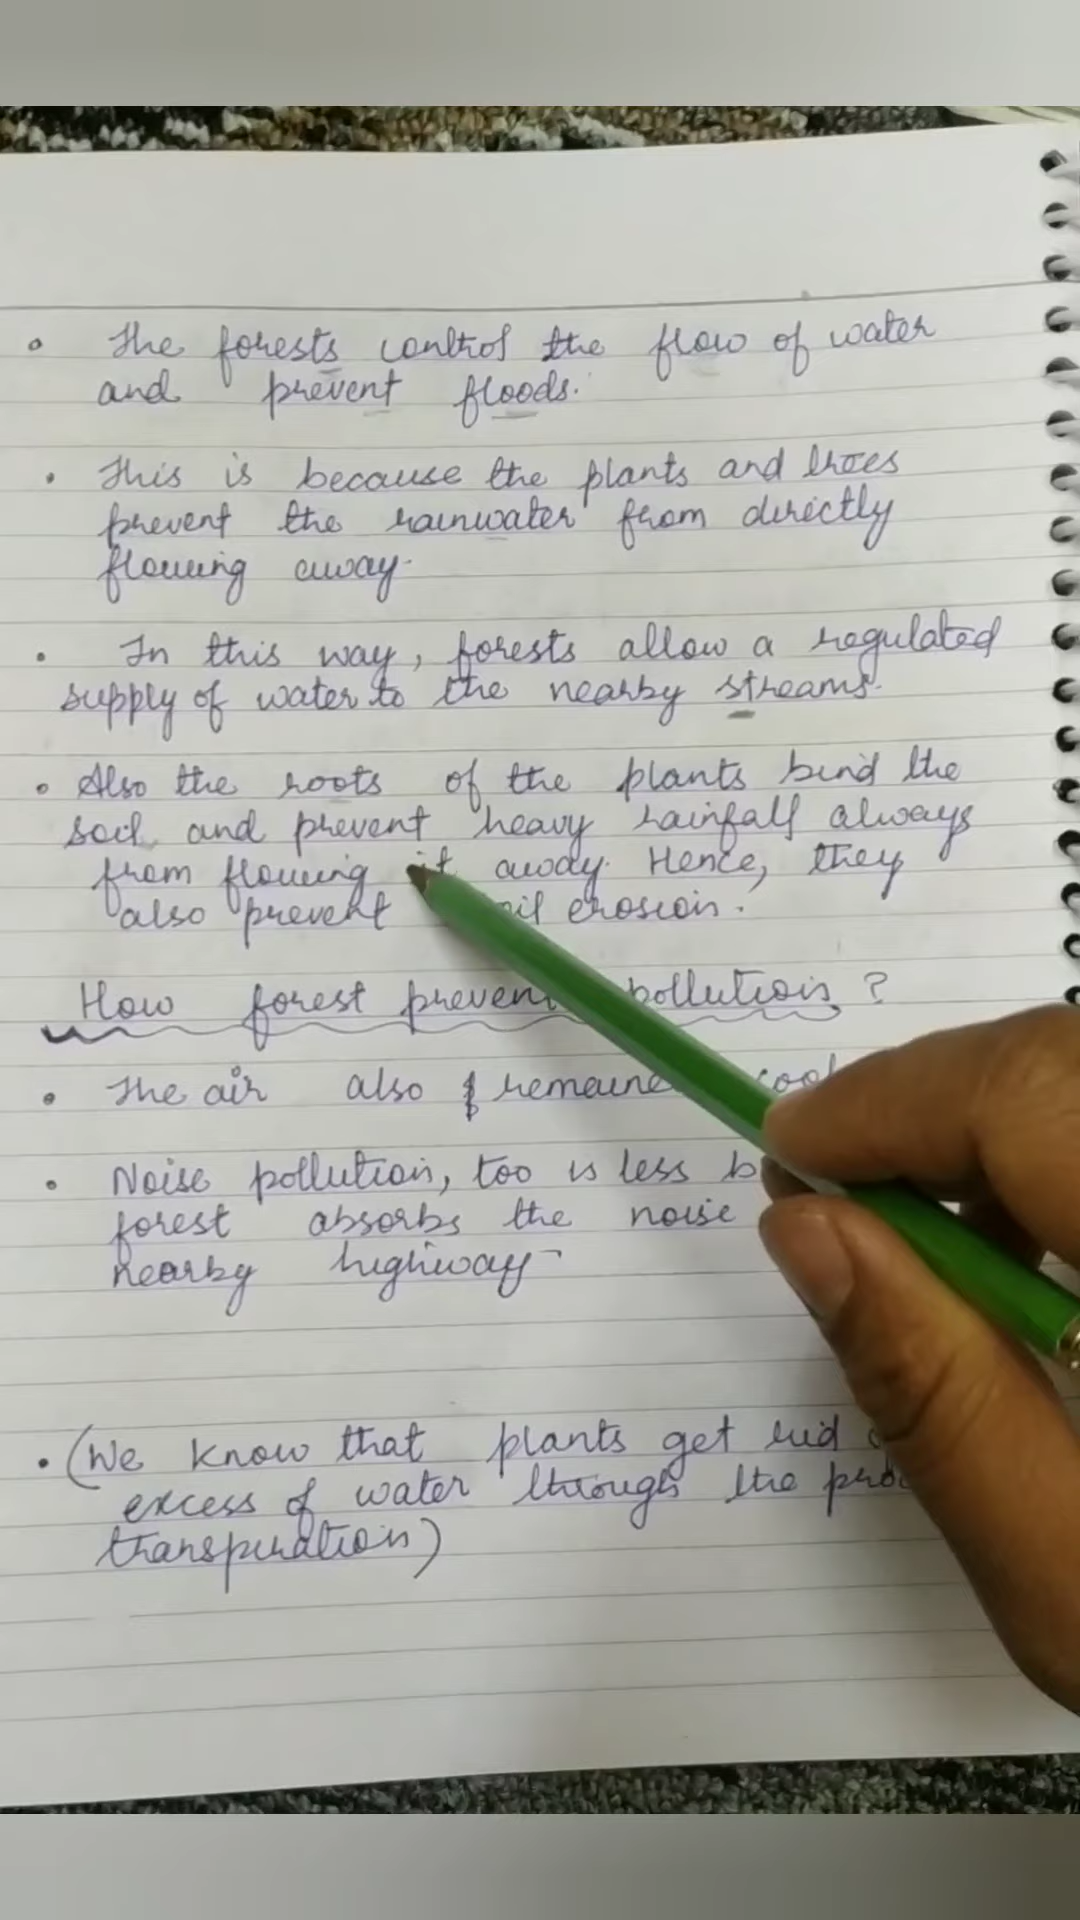 The forests control the flow of water
and prevent floods.
This is because the plants and trees
prevent the rainwater from directly
flowing away.
In this way, forests allow a regulated
supply of water to the nearby streams.
Also the roots of the plants bind the
soil and prevent heavy rainfall always
from flowing it away. Hence, they
also prevent soil erosion.
How forest prevent pollution ?
The air also remains cool
Noise pollution, too is less
forest absorbs the noise
nearby highway
(We know that plants get rid
excess of water through the
transpiration)